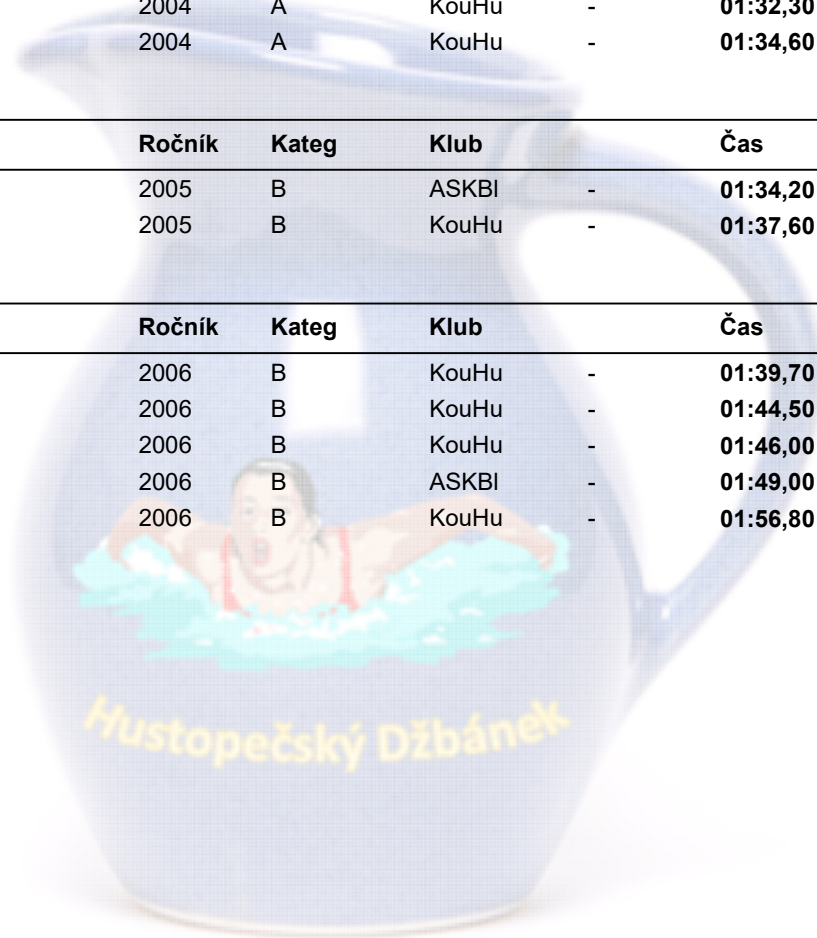 2004 A KouHu - 01:32,30
2004 A KouHu - 01:34,60
Ročník Kateg Klub Čas
2005 B ASKBl - 01:34,20
2005 B KouHu - 01:37,60
Ročník Kateg Klub Čas
2006 B KouHu - 01:39,70
2006 B KouHu - 01:44,50
2006 B KouHu - 01:46,00
2006 B ASKBl - 01:49,00
2006 B KouHu - 01:56,80
Hustopečský Džbánek